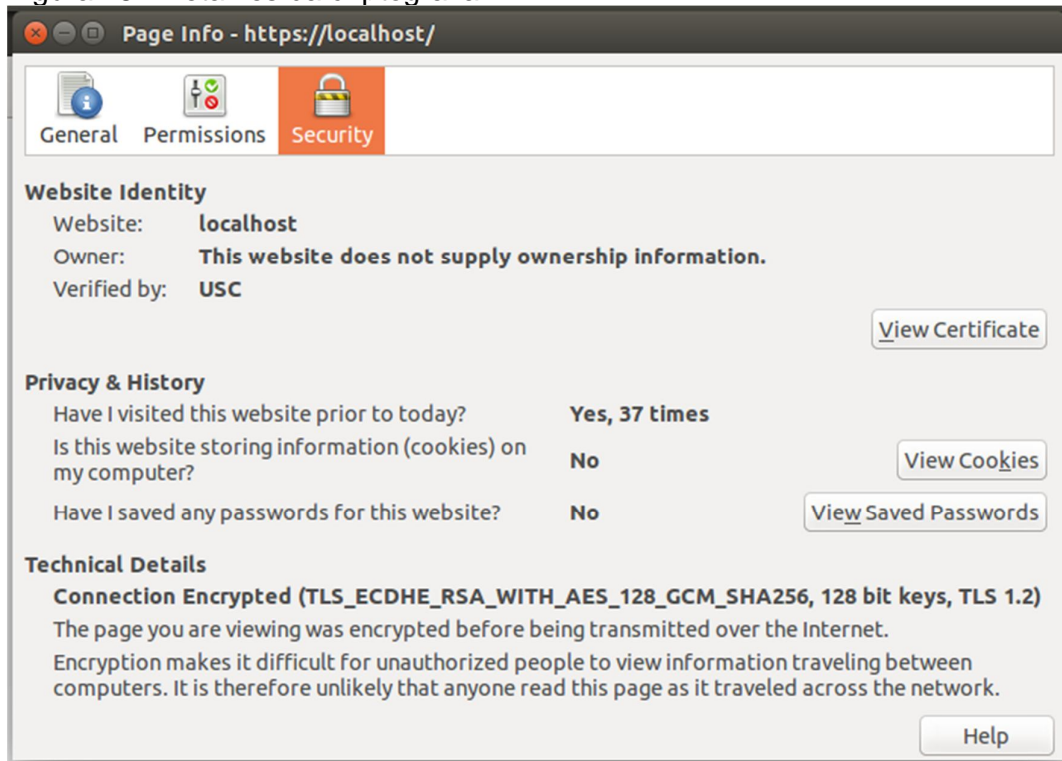 Page Info - https://localhost/
General Permissions Security
Website Identity
Website: localhost
Owner: This website does not supply ownership information.
Verified by: USC
View Certificate
Privacy & History
Have I visited this website prior to today? Yes, 37 times
Is this website storing information (cookies) on
my computer? No View Cookies
Have I saved any passwords for this website? No View Saved Passwords
Technical Details
Connection Encrypted (TLS_ECDHE_RSA_WITH_AES_128_GCM_SHA256, 128 bit keys, TLS 1.2)
The page you are viewing was encrypted before being transmitted over the Internet.
Encryption makes it difficult for unauthorized people to view information traveling between
computers. It is therefore unlikely that anyone read this page as it traveled across the network.
Help